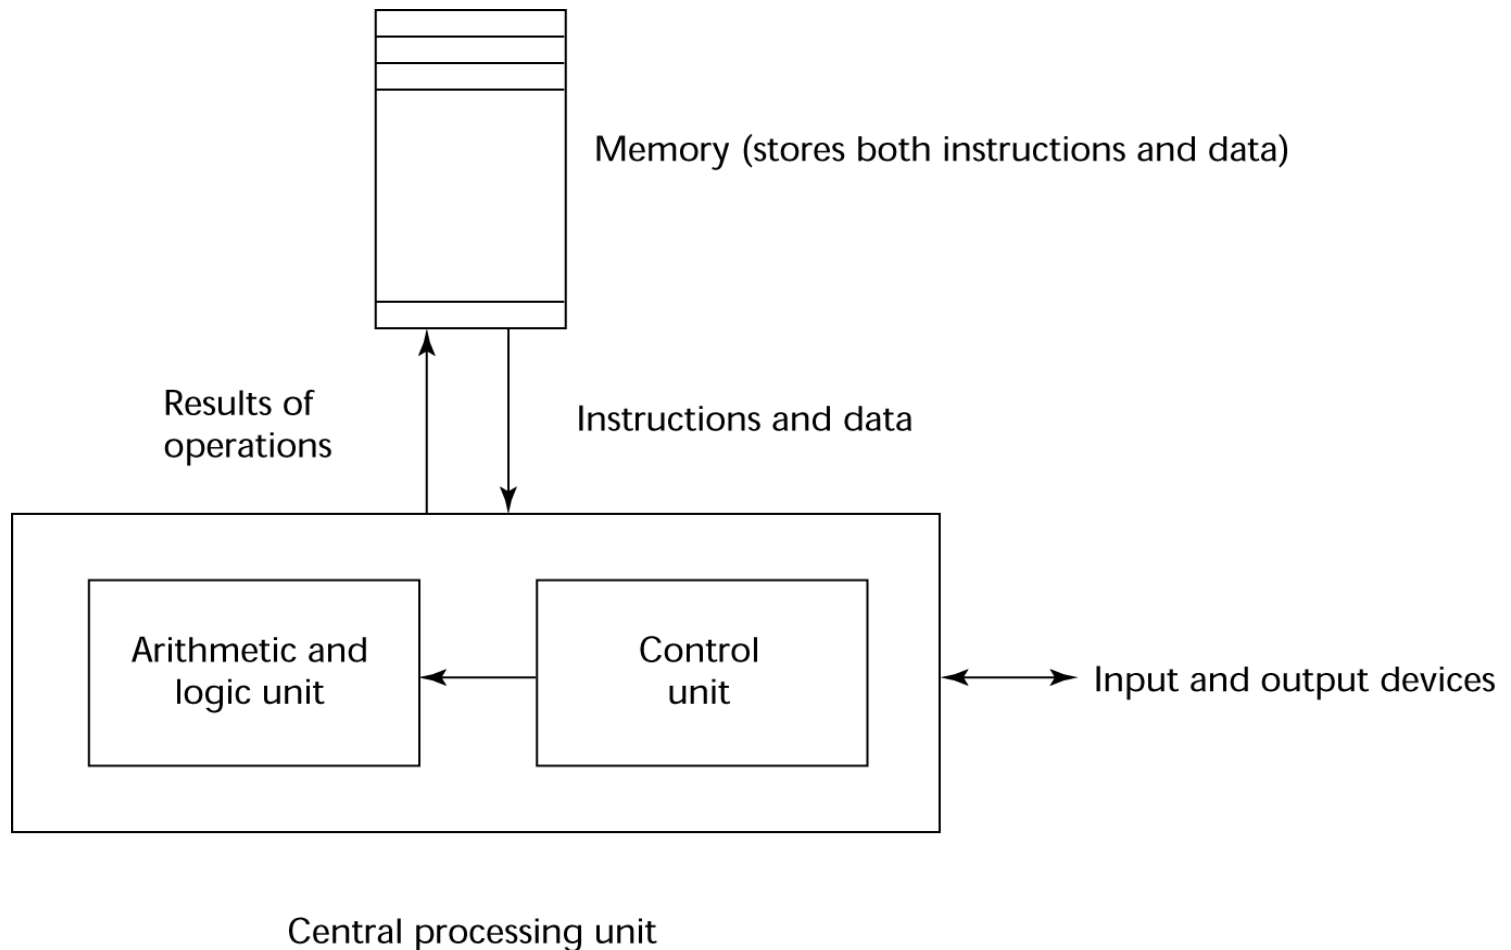 Memory (stores both instructions and data)
Results of
operations
Instructions and data
Arithmetic and
logic unit
Control
unit
Input and output devices
Central processing unit